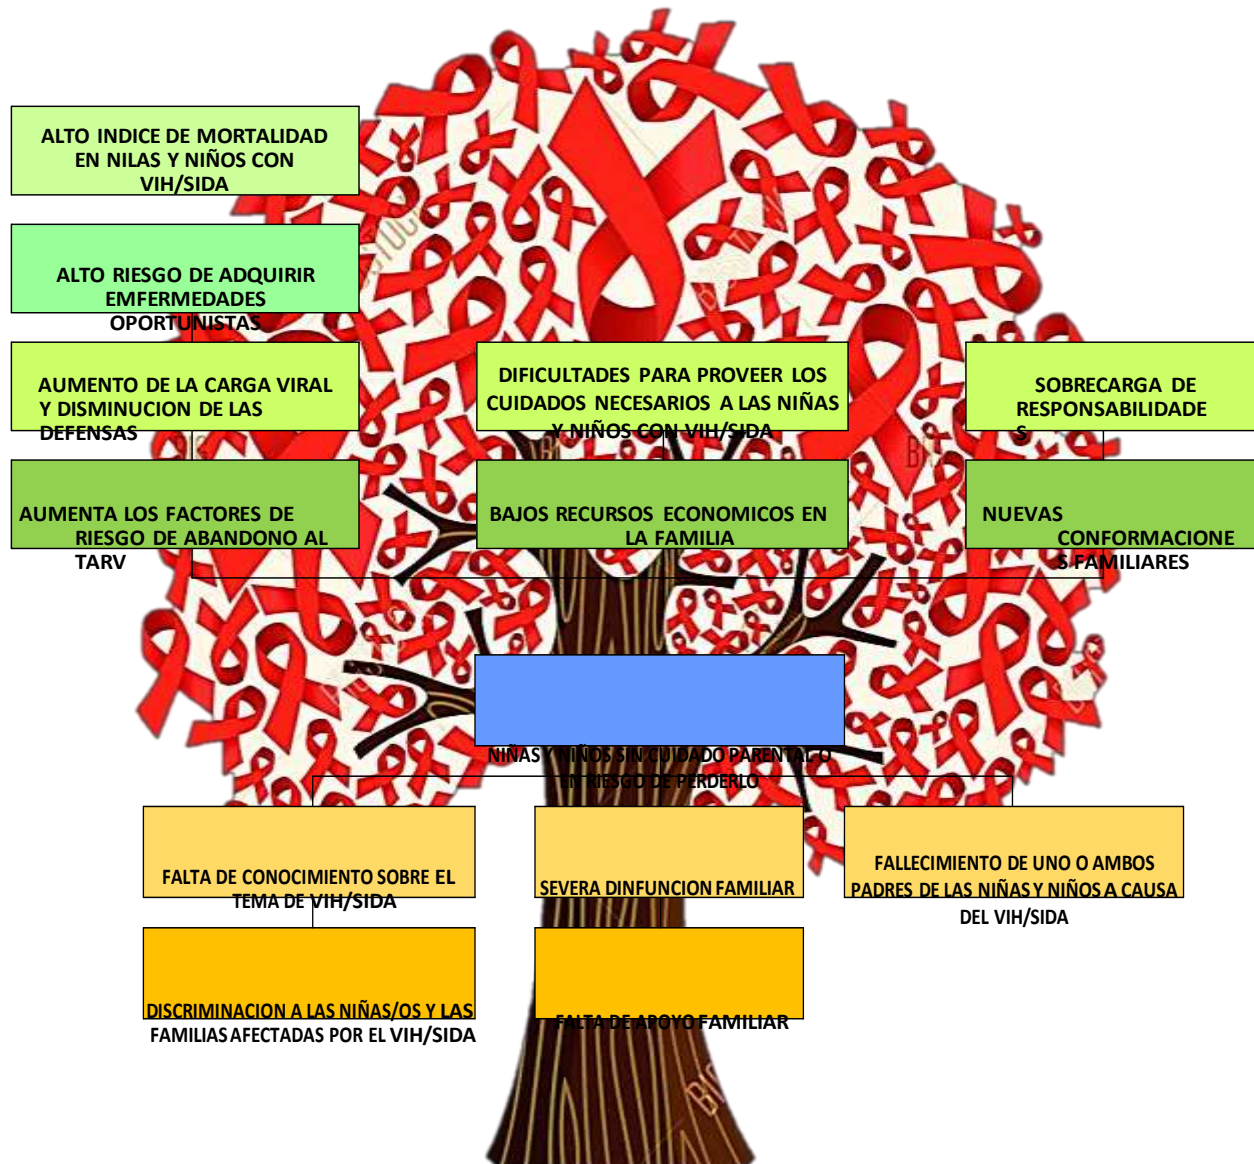 ALTO INDICE DE MORTALIDAD
EN NILAS Y NIÑOS CON
VIH/SIDA
ALTO RIESGO DE ADQUIRIR
EMFERMEDADES
OPORTUNISTAS
AUMENTO DE LA CARGA VIRAL
Y DISMINUCION DE LAS
DEFENSAS
DIFICULTADES PARA PROVEER LOS
CUIDADOS NECESARIOS A LAS NIÑAS
Y NIÑOS CON VIH/SIDA
SOBRECARGA DE
RESPONSABILIDADE
S
AUMENTA LOS FACTORES DE
RIESGO DE ABANDONO AL
TARV
BAJOS RECURSOS ECONOMICOS EN
LA FAMILIA
NUEVAS
CONFORMACIONE
S FAMILIARES
NIÑAS Y NIÑOS SIN CUIDADO PARENTAL O
EN RIESGO DE PERDERLO
FALTA DE CONOCIMIENTO SOBRE EL
TEMA DE VIH/SIDA
SEVERA DINFUNCION FAMILIAR
FALLECIMIENTO DE UNO O AMBOS
PADRES DE LAS NIÑAS Y NIÑOS A CAUSA
DEL VIH/SIDA
DISCRIMINACION A LAS NIÑAS/OS Y LAS
FAMILIAS AFECTADAS POR EL VIH/SIDA
FALTA DE APOYO FAMILIAR